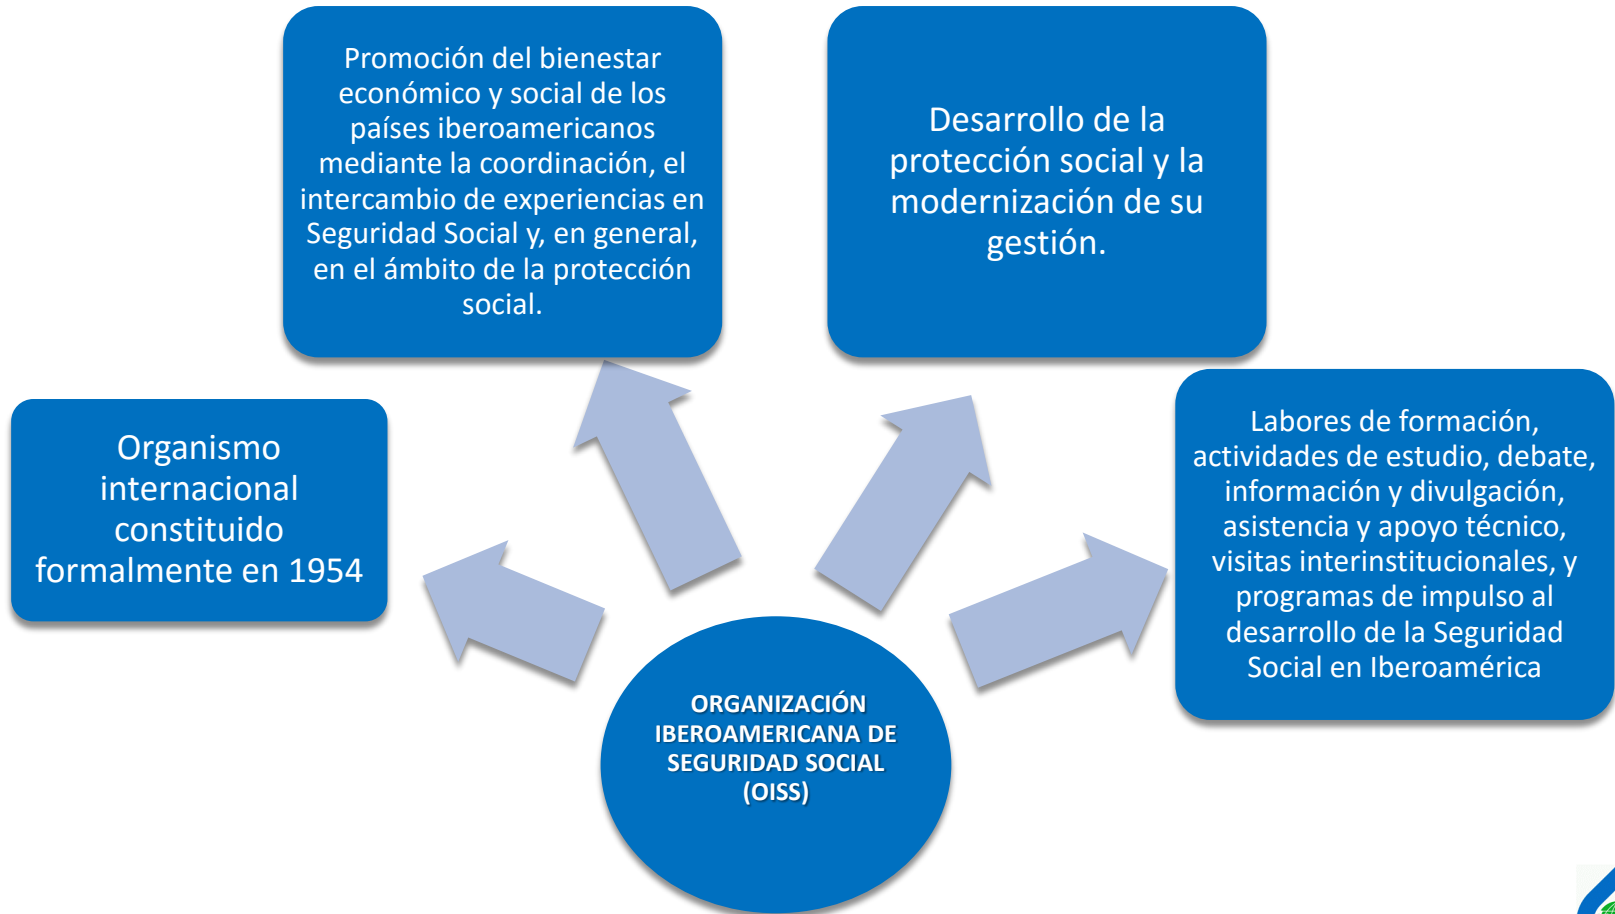 Promoción del bienestar
económico y social de los
países iberoamericanos
mediante la coordinación, el
intercambio de experiencias en
Seguridad Social y, en general,
en el ámbito de la protección
social.
Desarrollo de la
protección social y la
modernización de su
gestión.
Organismo
internacional
constituido
formalmente en 1954
Labores de formación,
actividades de estudio, debate,
información y divulgación,
asistencia y apoyo técnico,
visitas interinstitucionales, y
programas de impulso al
desarrollo de la Seguridad
Social en Iberoamérica
ORGANIZACIÓN
IBEROAMERICANA DE
SEGURIDAD SOCIAL
(OISS)